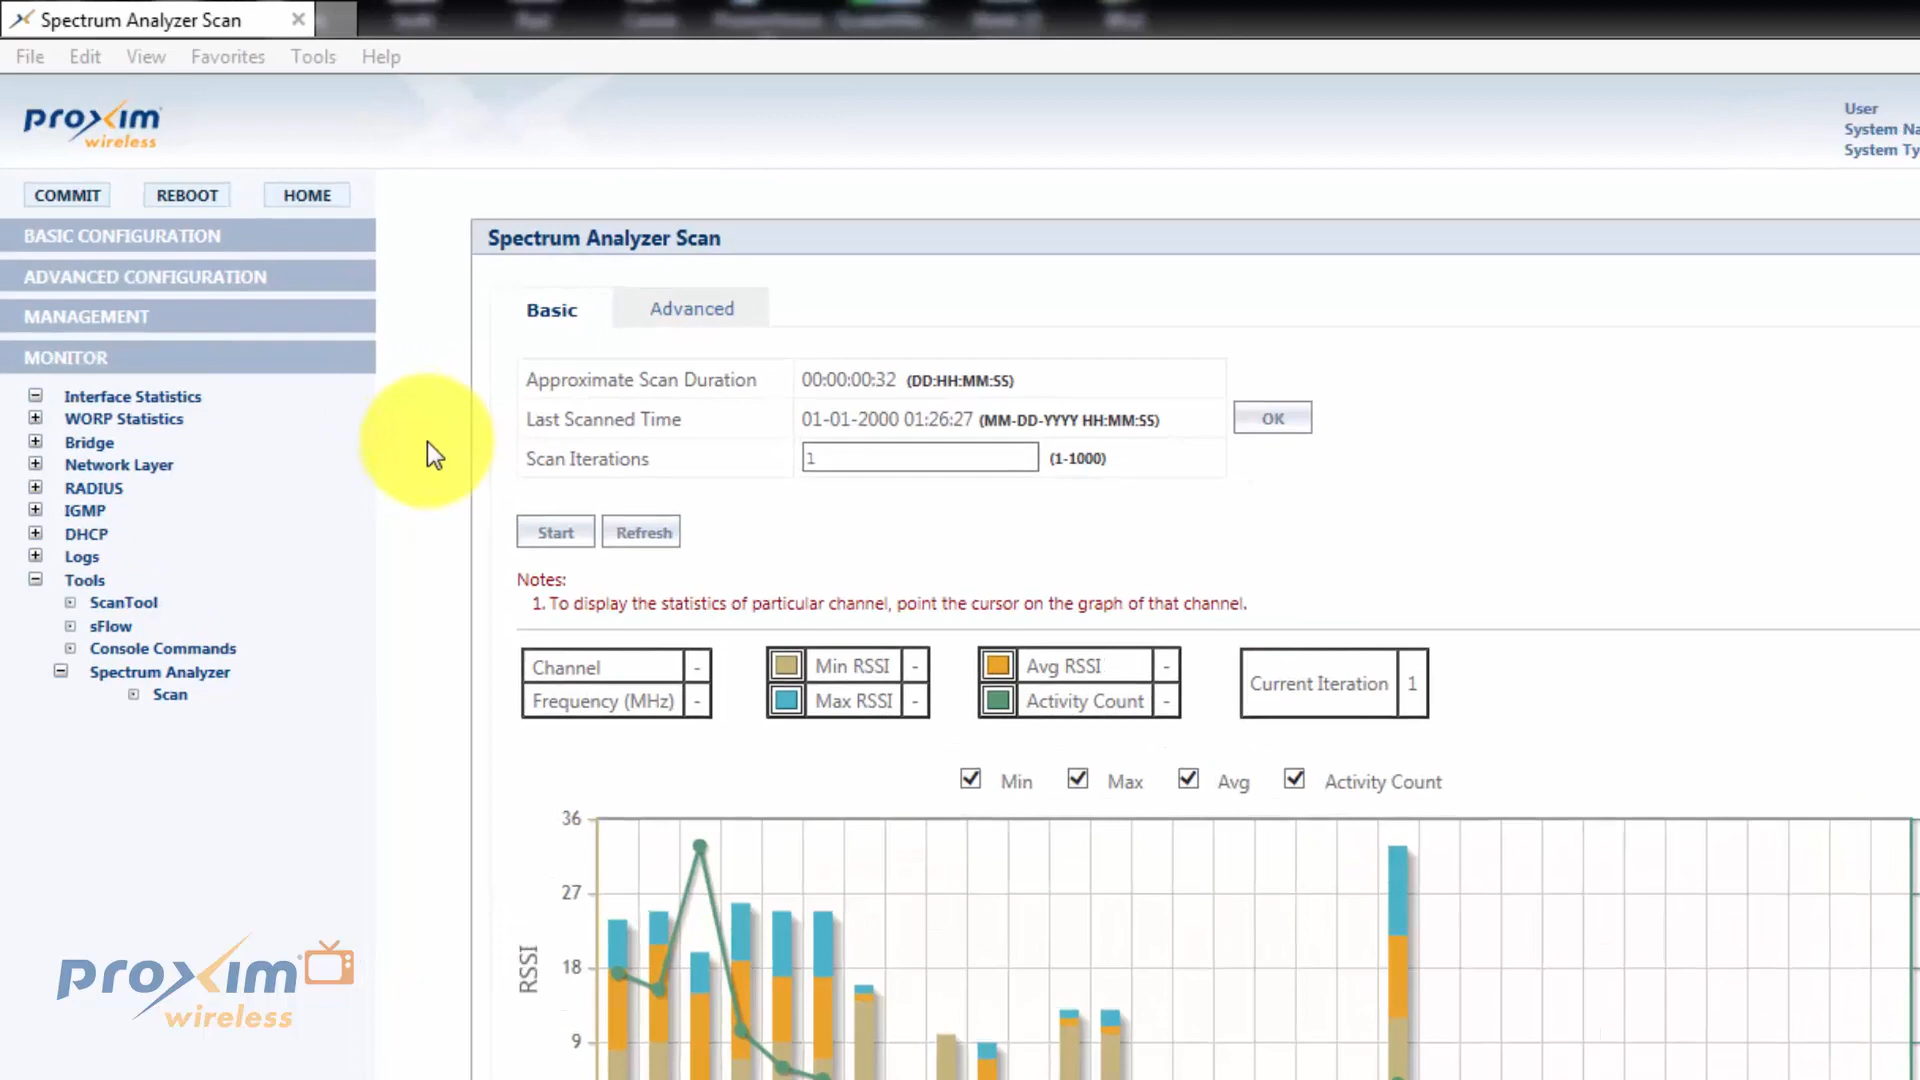 Spectrum Analyzer Scan
File Edit View Favorites Tools Help
proxim
wireless
User
System Na
System Ty
COMMIT REBOOT HOME
BASIC CONFIGURATION
ADVANCED CONFIGURATION
MANAGEMENT
MONITOR
Interface Statistics
WORP Statistics
Bridge
Network Layer
RADIUS
IGMP
DHCP
Logs
Tools
ScanTool
sFlow
Console Commands
Spectrum Analyzer
Scan
Spectrum Analyzer Scan
Basic Advanced
Approximate Scan Duration 00:00:00:32 (DD:HH:MM:SS)
Last Scanned Time 01-01-2000 01:26:27 (MM-DD-YYYY HH:MM:SS)
OK
Scan Iterations 1 (1-1000)
Start Refresh
Notes:
1. To display the statistics of particular channel, point the cursor on the graph of that channel.
Channel - Min RSSI - Avg RSSI -
Frequency (MHz) - Max RSSI - Activity Count -
Current Iteration 1
Min Max Avg Activity Count
36
27
18
9
RSSI
proxim
wireless